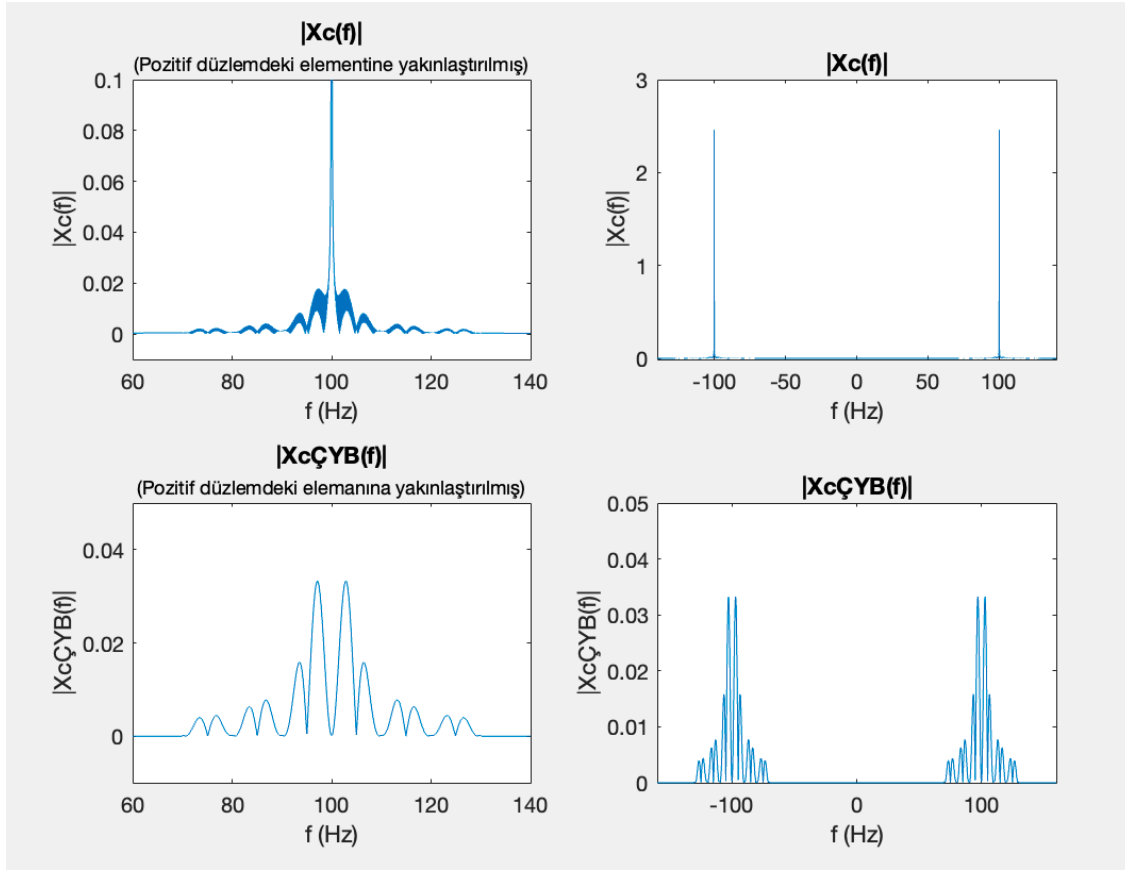 |Xc(f)|
(Pozitif düzlemdeki elementine yakınlaştırılmış)
0.1
0.08
0.06
0.04
0.02
0
|Xc(f)|
60
80
100
120
140
f (Hz)
|Xc(f)|
3
2
1
0
|Xc(f)|
-100
-50
0
50
100
f (Hz)
|XcÇYB(f)|
(Pozitif düzlemdeki elemanına yakınlaştırılmış)
0.04
0.02
0
|XcÇYB(f)|
60
80
100
120
140
f (Hz)
|XcÇYB(f)|
0.05
0.04
0.03
0.02
0.01
0
|XcÇYB(f)|
-100
0
100
f (Hz)